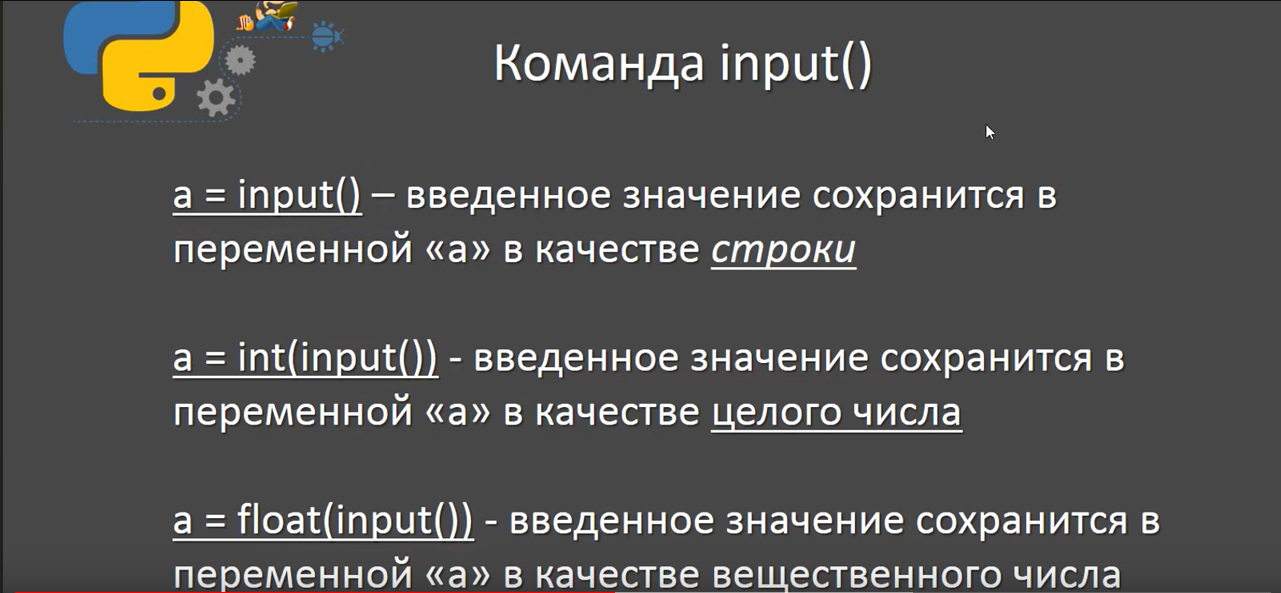 Команда input()
a = input() – введенное значение сохранится в
переменной «a» в качестве строки
a = int(input()) - введенное значение сохранится в
переменной «a» в качестве целого числа
a = float(input()) - введенное значение сохранится в
переменной «a» в качестве вещественного числа